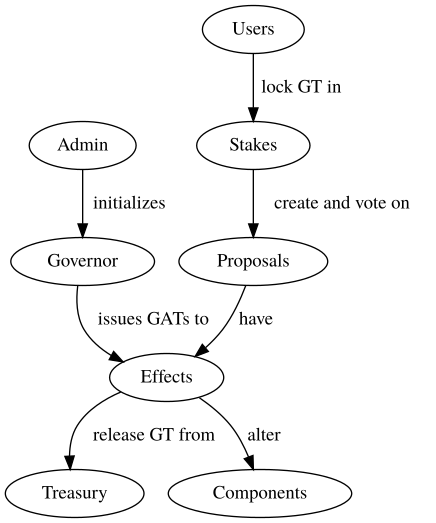 Users
lock GT in
Admin
Stakes
initializes
create and vote on
Governor
Proposals
issues GATs to
have
Effects
release GT from
alter
Treasury
Components